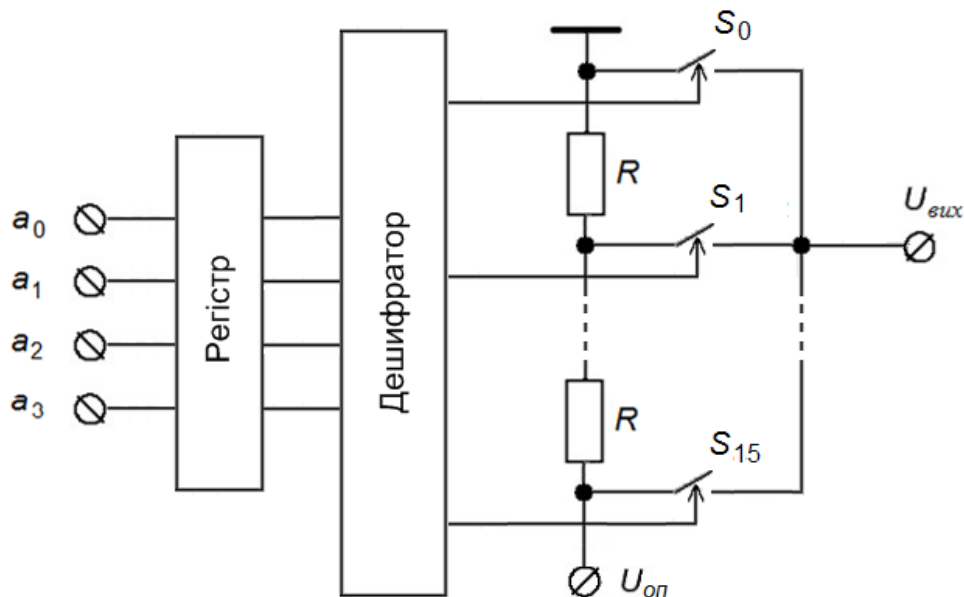 a0
a1
a2
a3
Регістр
Дешифратор
S0
R
S1
Uвих
R
S15
Uоп